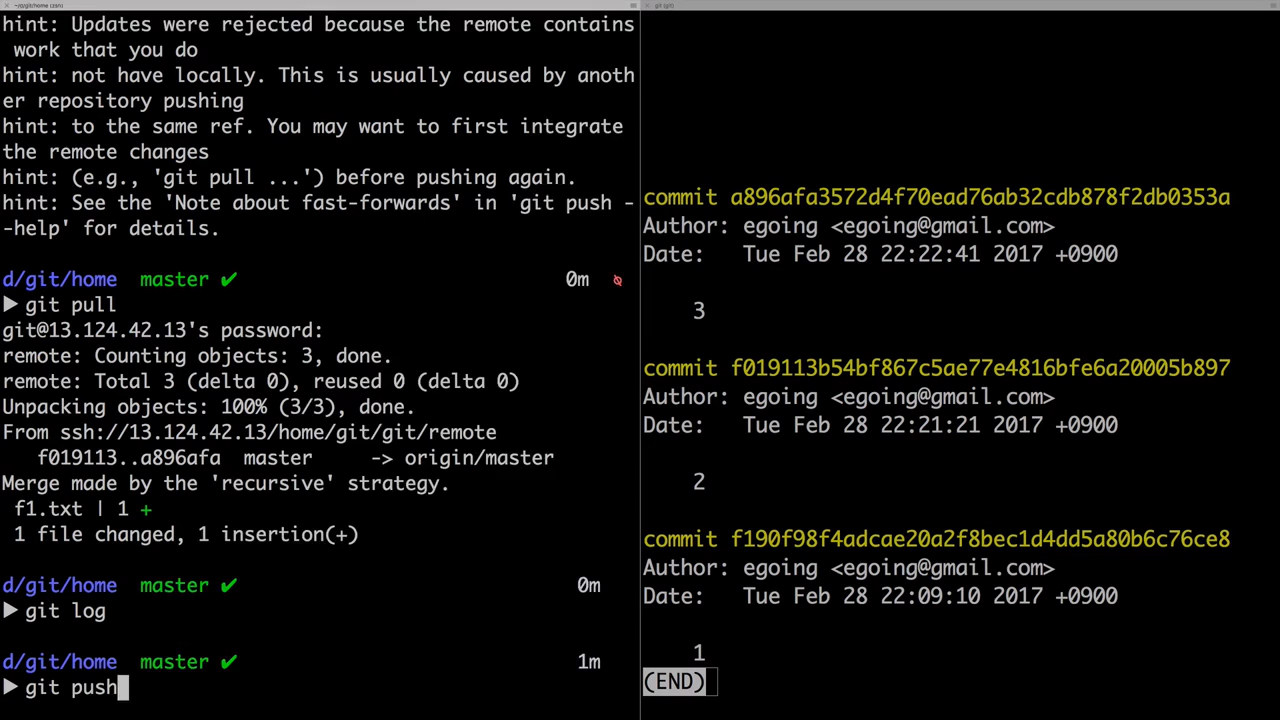 ~/d/git/home (zsh)
hint: Updates were rejected because the remote contains
 work that you do
hint: not have locally. This is usually caused by anoth
er repository pushing
hint: to the same ref. You may want to first integrate
the remote changes
hint: (e.g., 'git pull ...') before pushing again.
hint: See the 'Note about fast-forwards' in 'git push -
-help' for details.
d/git/home master ✔ 0m
▶ git pull
git@13.124.42.13's password:
remote: Counting objects: 3, done.
remote: Total 3 (delta 0), reused 0 (delta 0)
Unpacking objects: 100% (3/3), done.
From ssh://13.124.42.13/home/git/git/remote
   f019113..a896afa  master     -> origin/master
Merge made by the 'recursive' strategy.
 f1.txt | 1 +
 1 file changed, 1 insertion(+)
d/git/home master ✔ 0m
▶ git log
d/git/home master ✔ 1m
▶ git push
git (git)
commit a896afa3572d4f70ead76ab32cdb878f2db0353a
Author: egoing <egoing@gmail.com>
Date:   Tue Feb 28 22:22:41 2017 +0900
3
commit f019113b54bf867c5ae77e4816bfe6a20005b897
Author: egoing <egoing@gmail.com>
Date:   Tue Feb 28 22:21:21 2017 +0900
2
commit f190f98f4adcae20a2f8bec1d4dd5a80b6c76ce8
Author: egoing <egoing@gmail.com>
Date:   Tue Feb 28 22:09:10 2017 +0900
1
(END)